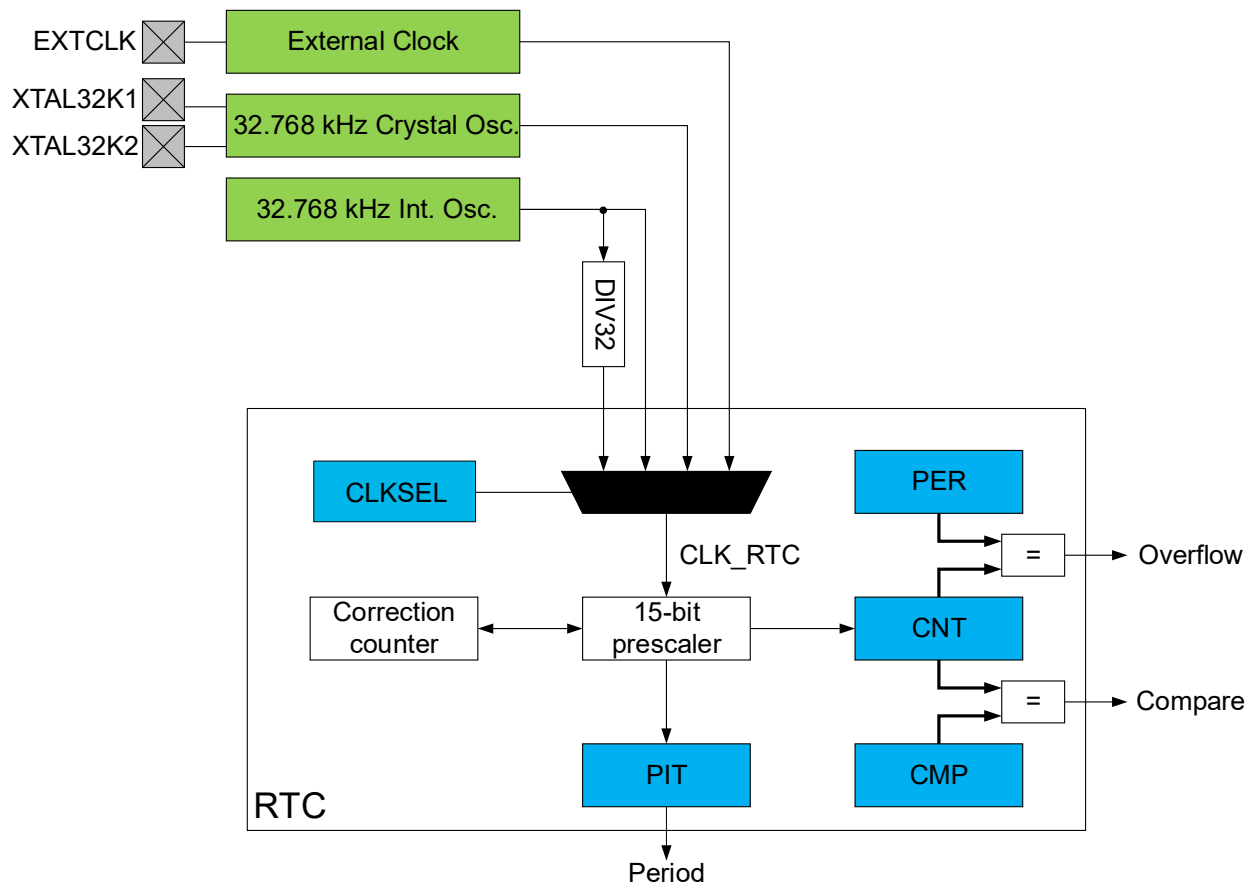 EXTCLK
External Clock
XTAL32K1
XTAL32K2
32.768 kHz Crystal Osc.
32.768 kHz Int. Osc.
DIV32
CLKSEL
PER
CLK_RTC
=
Overflow
Correction
counter
15-bit
prescaler
CNT
=
Compare
PIT
CMP
RTC
Period